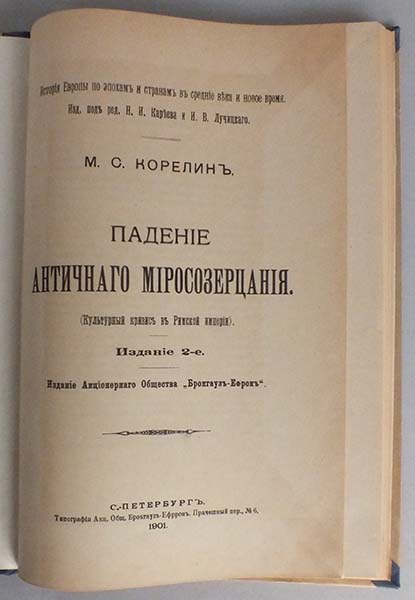 Исторія Европы по эпохамъ и странамъ въ средніе вѣка и новое время.
Изд. подъ ред. Н. И. Карѣева и И. В. Лучицкаго.
М. С. КОРЕЛИНЪ.
ПАДЕНІЕ
АНТИЧНАГО МІРОСОЗЕРЦАНІЯ.
(Культурный кризисъ въ Римской имперіи).
Изданіе 2-е.
Изданіе Акціонернаго Общества „Брокгаузъ-Ефронъ“.
С.-ПЕТЕРБУРГЪ.
Типографія Акц. Общ. Брокгаузъ-Ефронъ. Прачешный пер., № 6.
1901.